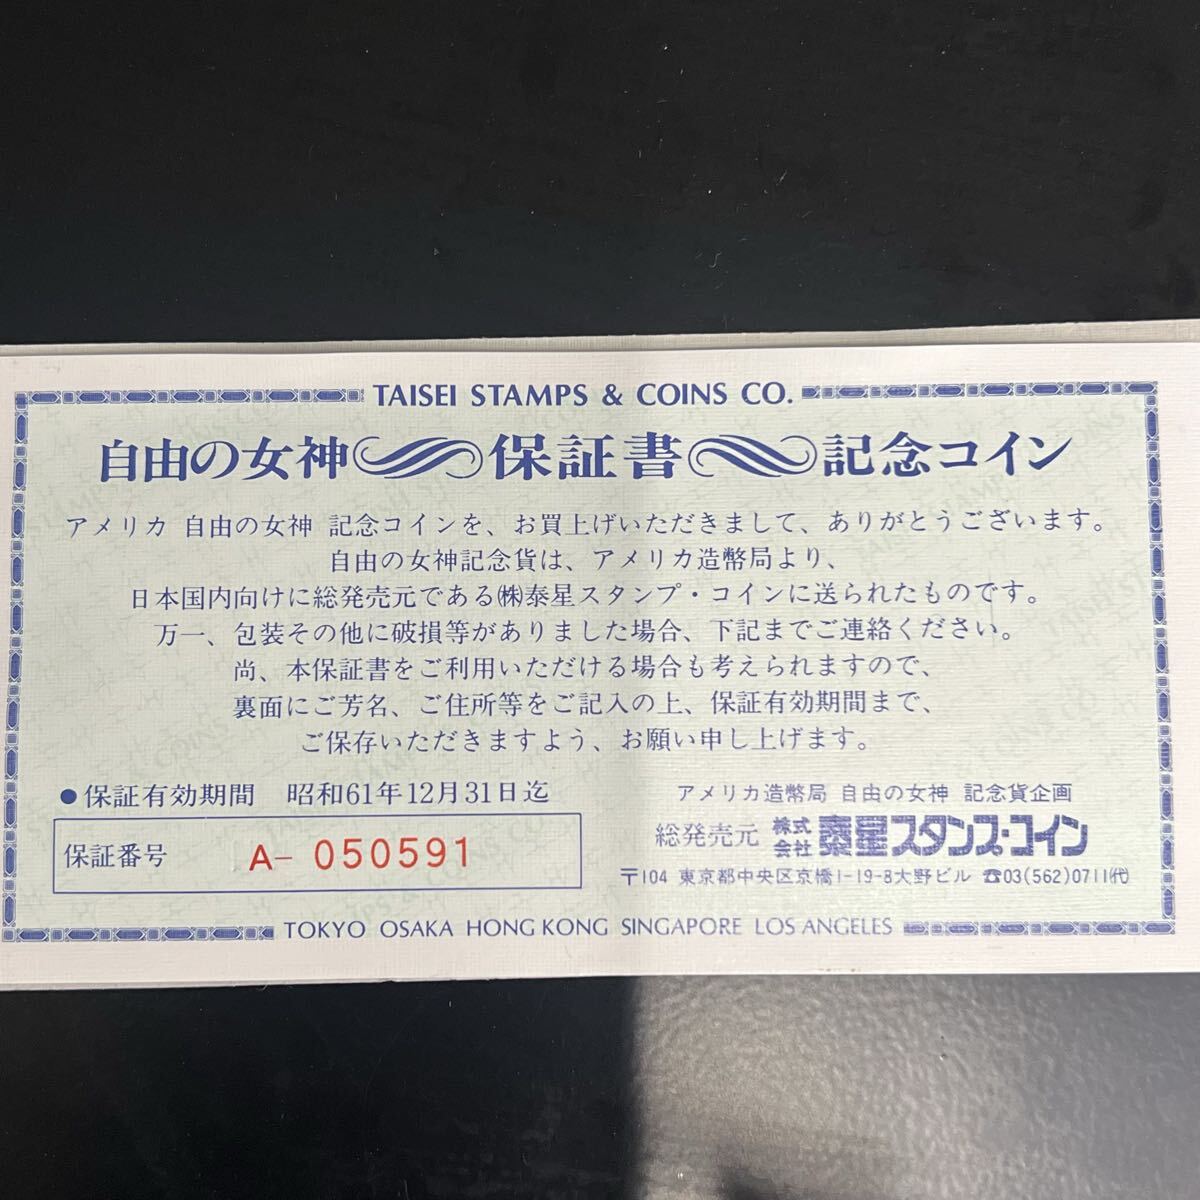 TAISEI STAMPS & COINS CO.
自由の女神 保証書 記念コイン
アメリカ 自由の女神 記念コインを、お買上げいただきまして、ありがとうございます。
自由の女神記念貨は、アメリカ造幣局より、
日本国内向けに総発売元である㈱泰星スタンプ・コインに送られたものです。
万一、包装その他に破損等がありました場合、下記までご連絡ください。
尚、本保証書をご利用いただける場合も考えられますので、
裏面にご芳名、ご住所等をご記入の上、保証有効期間まで、
ご保存いただきますよう、お願い申し上げます。
●保証有効期間 昭和61年12月31日迄
保証番号 A- 050591
アメリカ造幣局 自由の女神 記念貨企画
総発売元 株式会社 泰星スタンプ・コイン
〒104 東京都中央区京橋1-19-8大野ビル ☎03(562)0711㈹
TOKYO OSAKA HONG KONG SINGAPORE LOS ANGELES